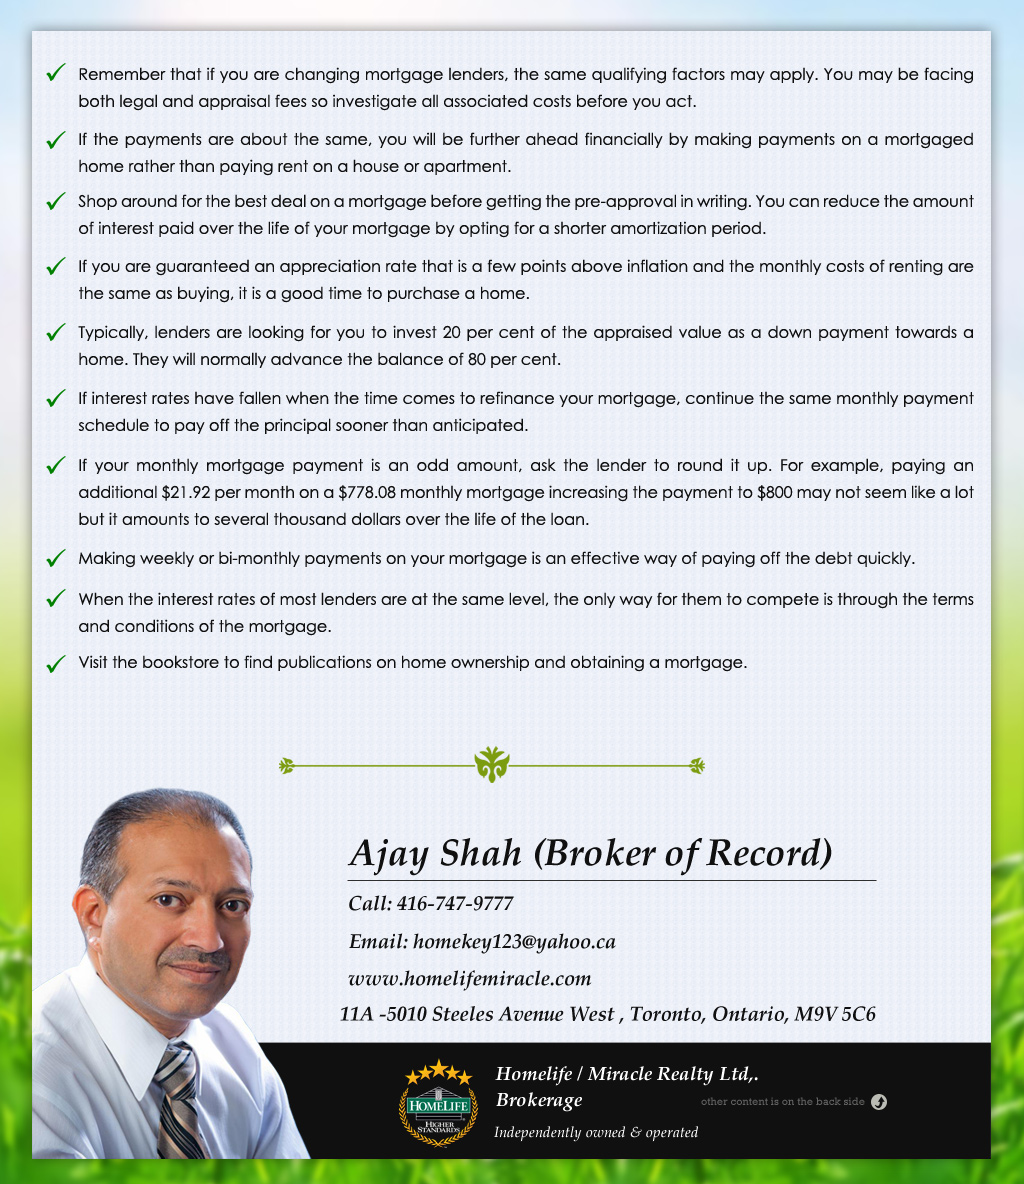 Remember that if you are changing mortgage lenders, the same qualifying factors may apply. You may be facing
both legal and appraisal fees so investigate all associated costs before you act.
If the payments are about the same, you will be further ahead financially by making payments on a mortgaged
home rather than paying rent on a house or apartment.
Shop around for the best deal on a mortgage before getting the pre-approval in writing. You can reduce the amount
of interest paid over the life of your mortgage by opting for a shorter amortization period.
If you are guaranteed an appreciation rate that is a few points above inflation and the monthly costs of renting are
the same as buying, it is a good time to purchase a home.
Typically, lenders are looking for you to invest 20 per cent of the appraised value as a down payment towards a
home. They will normally advance the balance of 80 per cent.
If interest rates have fallen when the time comes to refinance your mortgage, continue the same monthly payment
schedule to pay off the principal sooner than anticipated.
If your monthly mortgage payment is an odd amount, ask the lender to round it up. For example, paying an
additional $21.92 per month on a $778.08 monthly mortgage increasing the payment to $800 may not seem like a lot
but it amounts to several thousand dollars over the life of the loan.
Making weekly or bi-monthly payments on your mortgage is an effective way of paying off the debt quickly.
When the interest rates of most lenders are at the same level, the only way for them to compete is through the terms
and conditions of the mortgage.
Visit the bookstore to find publications on home ownership and obtaining a mortgage.
Ajay Shah (Broker of Record)
Call: 416-747-9777
Email: homekey123@yahoo.ca
www.homelifemiracle.com
11A -5010 Steeles Avenue West , Toronto, Ontario, M9V 5C6
HOMELIFE
HIGHER
STANDARDS
Homelife / Miracle Realty Ltd,.
Brokerage
other content is on the back side
Independently owned & operated